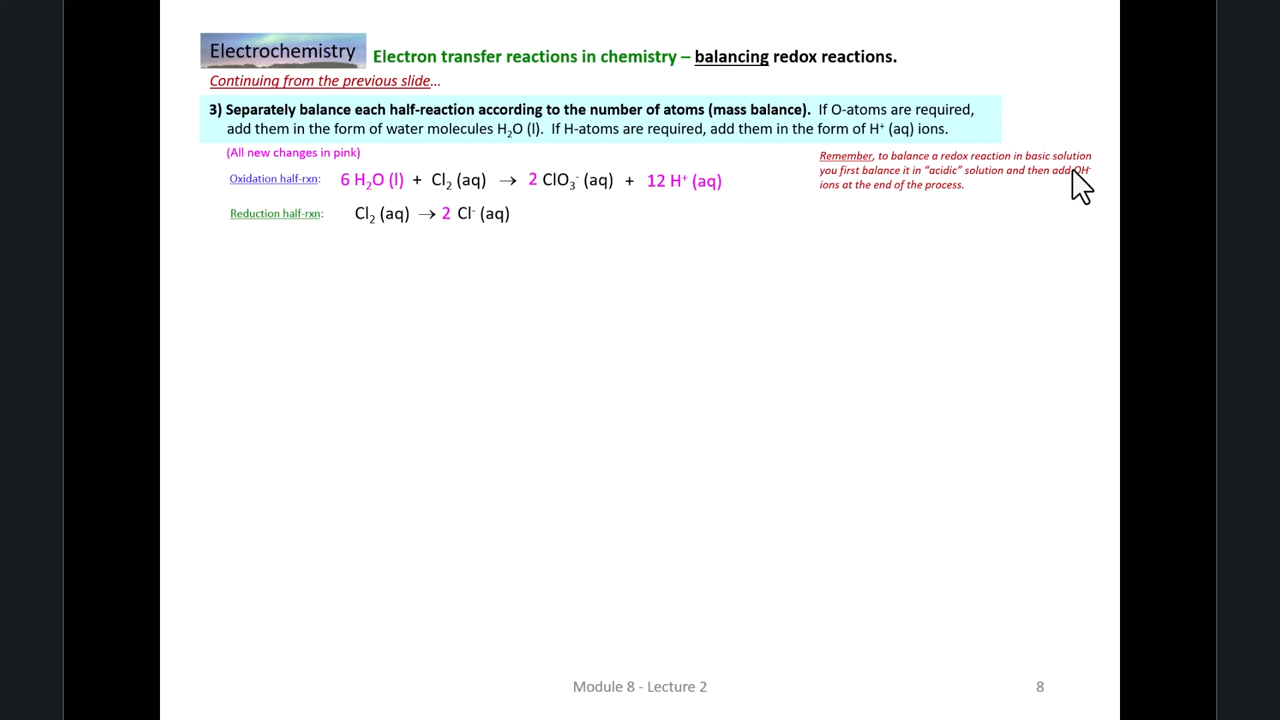 Electrochemistry
Electron transfer reactions in chemistry – balancing redox reactions.
Continuing from the previous slide…
3) Separately balance each half-reaction according to the number of atoms (mass balance). If O-atoms are required,
add them in the form of water molecules H₂O (l). If H-atoms are required, add them in the form of H⁺ (aq) ions.
(All new changes in pink)
Remember, to balance a redox reaction in basic solution
you first balance it in “acidic” solution and then add OH⁻
ions at the end of the process.
Oxidation half-rxn: 6 H₂O (l) + Cl₂ (aq) → 2 ClO₃⁻ (aq) + 12 H⁺ (aq)
Reduction half-rxn: Cl₂ (aq) → 2 Cl⁻ (aq)
Module 8 - Lecture 2
8